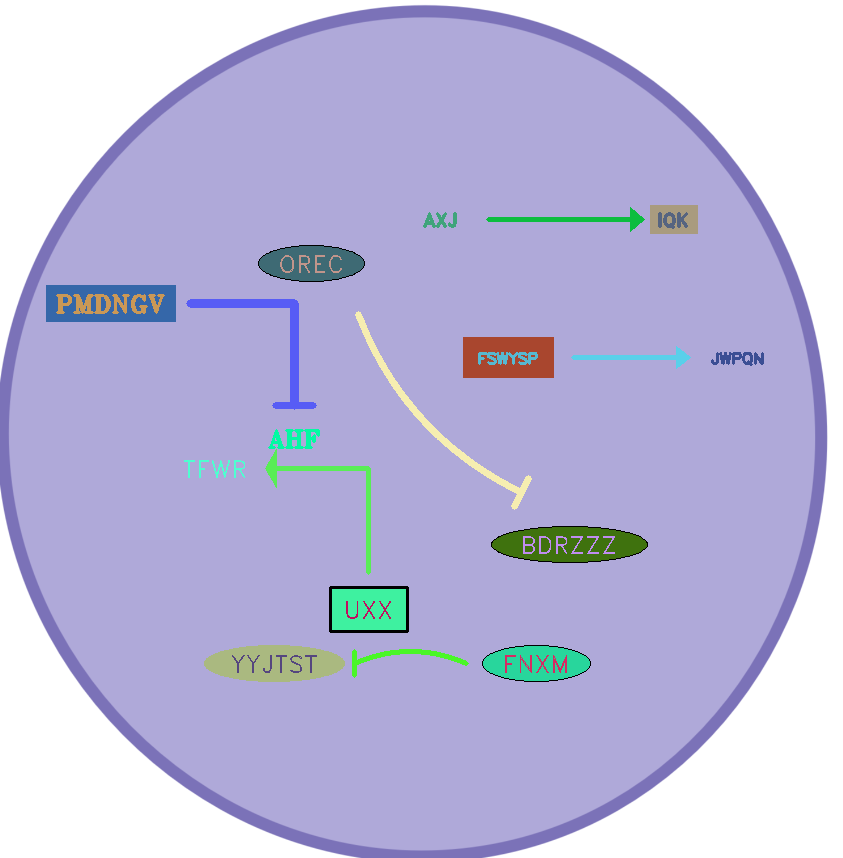 AXJ
IQK
OREC
PMDNGV
FSWYSP
JWPQN
AHF
TFWR
BDRZZZ
UXX
YYJTST
FNXM